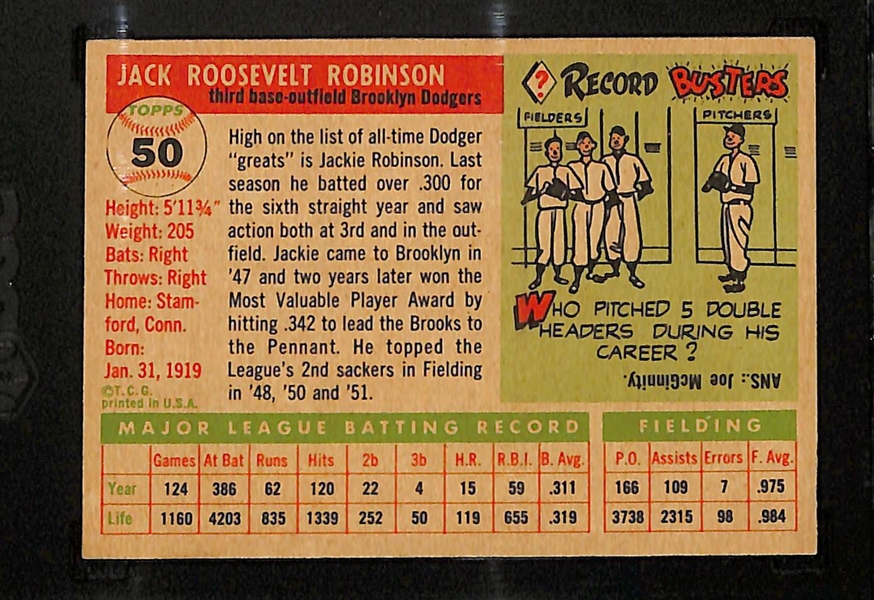 JACK ROOSEVELT ROBINSON
third base-outfield Brooklyn Dodgers
TOPPS
50
Height: 5'11¾"
Weight: 205
Bats: Right
Throws: Right
Home: Stam-
ford, Conn.
Born:
Jan. 31, 1919
©T.C.G.
printed in U.S.A.
High on the list of all-time Dodger
"greats" is Jackie Robinson. Last
season he batted over .300 for
the sixth straight year and saw
action both at 3rd and in the out-
field. Jackie came to Brooklyn in
'47 and two years later won the
Most Valuable Player Award by
hitting .342 to lead the Brooks to
the Pennant. He topped the
League's 2nd sackers in Fielding
in '48, '50 and '51.
? RECORD BUSTERS
FIELDERS
PITCHERS
WHO PITCHED 5 DOUBLE
HEADERS DURING HIS
CAREER?
ANS.: Joe McGinnity.
MAJOR LEAGUE BATTING RECORD
Games At Bat Runs Hits 2b 3b H.R. R.B.I. B. Avg.
Year 124 386 62 120 22 4 15 59 .311
Life 1160 4203 835 1339 252 50 119 655 .319
FIELDING
P.O. Assists Errors F. Avg.
166 109 7 .975
3738 2315 98 .984